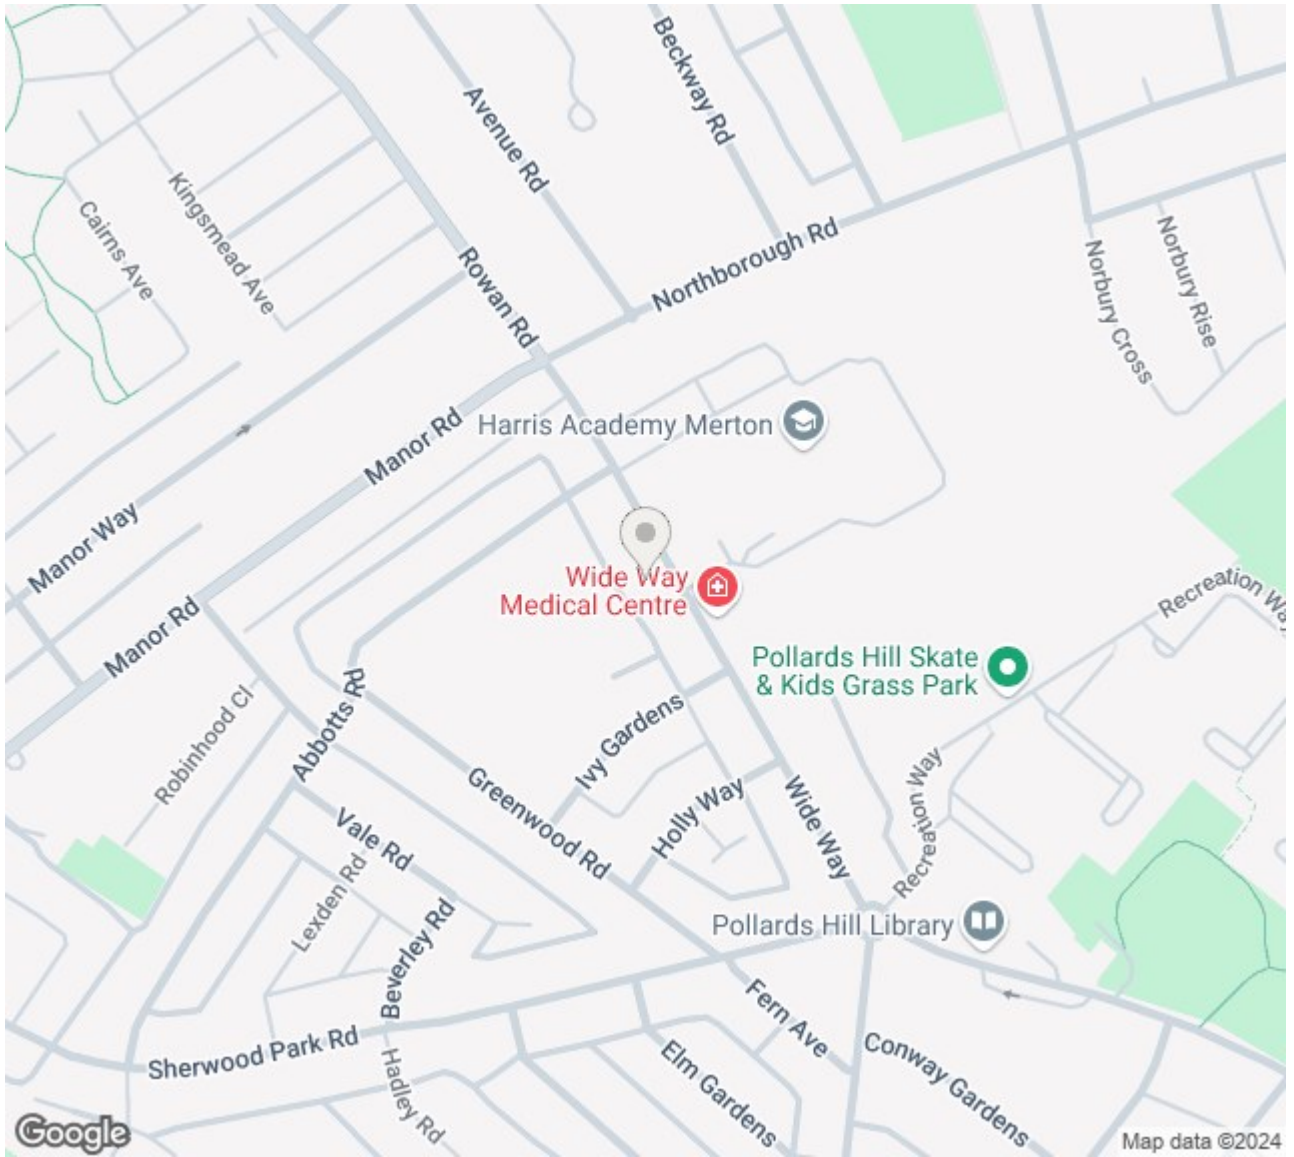 Beckway Rd
Avenue Rd
Kingsmead Ave
Cairns Ave
Rowan Rd
Northborough Rd
Norbury Cross
Norbury Rise
Manor Rd
Harris Academy Merton
Manor Way
Wide Way
Medical Centre
Recreation Way
Manor Rd
Pollards Hill Skate
& Kids Grass Park
Robinhood Cl
Abbotts Rd
Ivy Gardens
Greenwood Rd
Holly Way
Wide Way
Recreation Way
Vale Rd
Lexden Rd
Beverley Rd
Pollards Hill Library
Sherwood Park Rd
Hadley Rd
Fern Ave
Elm Gardens
Conway Gardens
Google
Map data ©2024